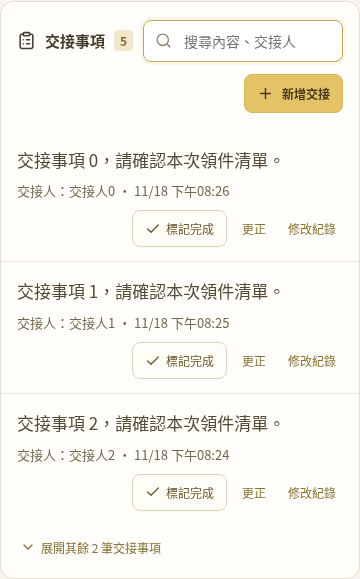 交接事項 5 搜尋內容、交接人
新增交接
交接事項 0，請確認本次領件清單。
交接人：交接人0 · 11/18 下午08:26
標記完成 更正 修改紀錄
交接事項 1，請確認本次領件清單。
交接人：交接人1 · 11/18 下午08:25
標記完成 更正 修改紀錄
交接事項 2，請確認本次領件清單。
交接人：交接人2 · 11/18 下午08:24
標記完成 更正 修改紀錄
展開其餘 2 筆交接事項